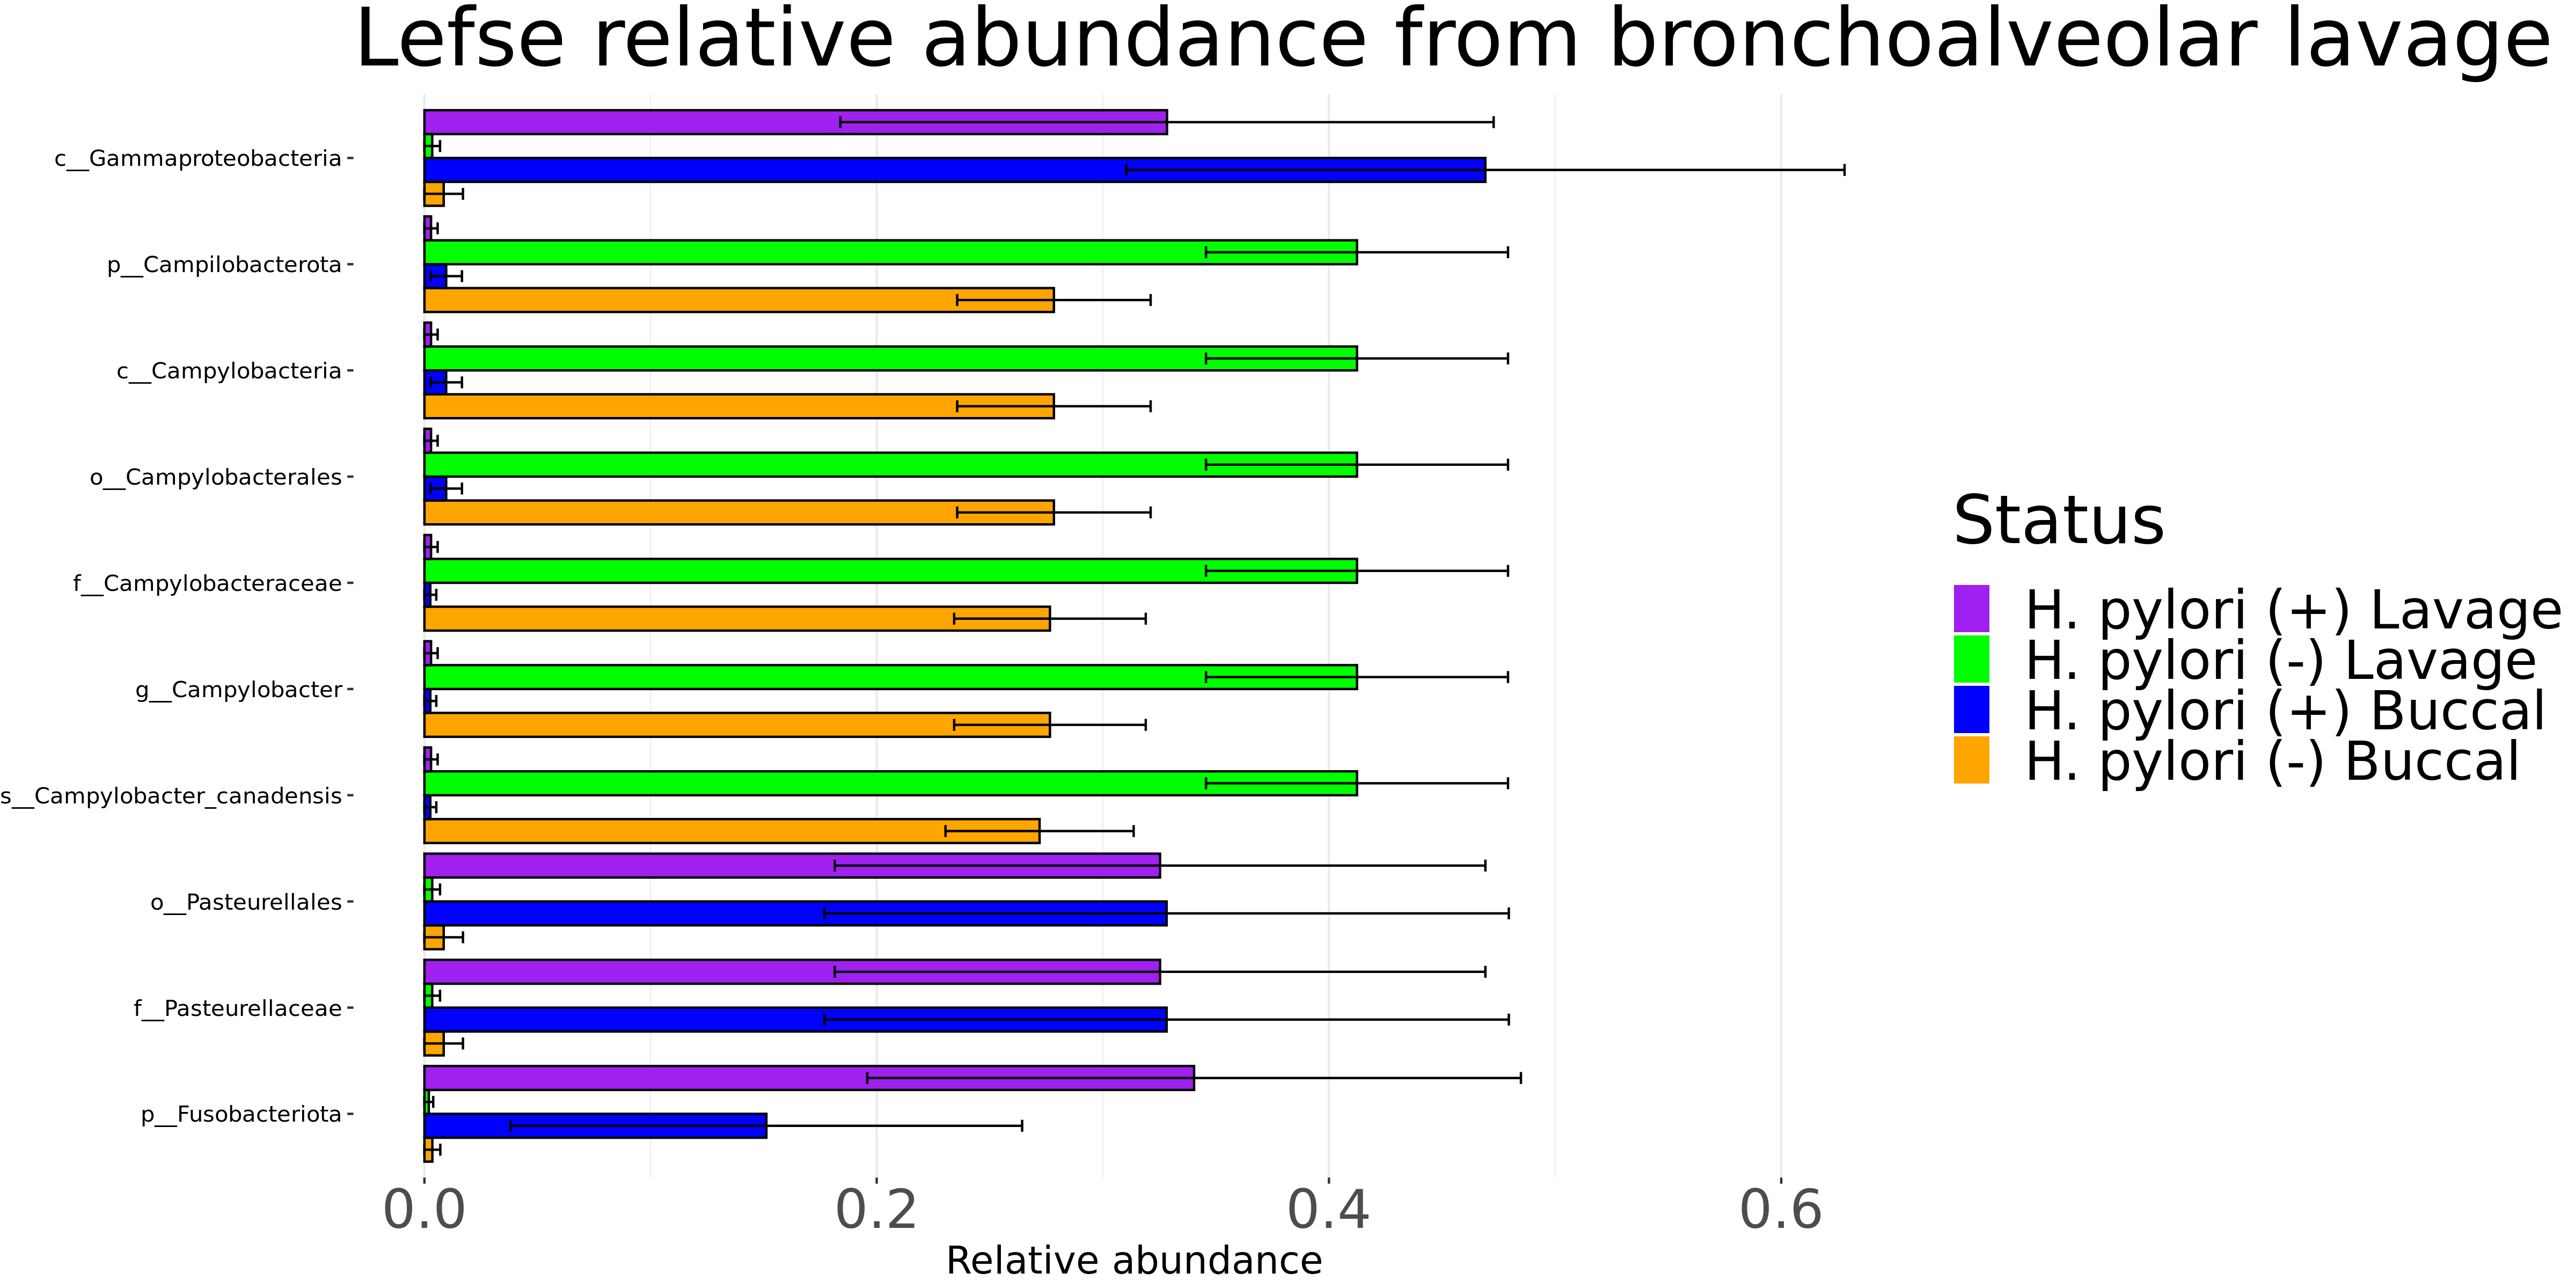 Lefse relative abundance from bronchoalveolar lavage
c__Gammaproteobacteria
p__Campilobacterota
c__Campylobacteria
o__Campylobacterales
f__Campylobacteraceae
g__Campylobacter
s__Campylobacter_canadensis
o__Pasteurellales
f__Pasteurellaceae
p__Fusobacteriota
0.0 0.2 0.4 0.6
Relative abundance
Status
H. pylori (+) Lavage
H. pylori (-) Lavage
H. pylori (+) Buccal
H. pylori (-) Buccal